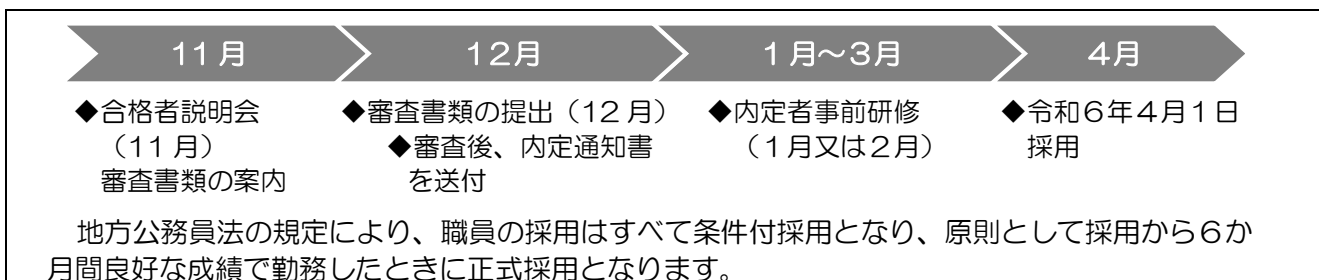 11月
12月
1月～3月
4月
◆合格者説明会
（11月）
審査書類の案内
◆審査書類の提出（12月）
◆審査後、内定通知書
を送付
◆内定者事前研修
（1月又は2月）
◆令和6年4月1日
採用
地方公務員法の規定により、職員の採用はすべて条件付採用となり、原則として採用から6か
月間良好な成績で勤務したときに正式採用となります。